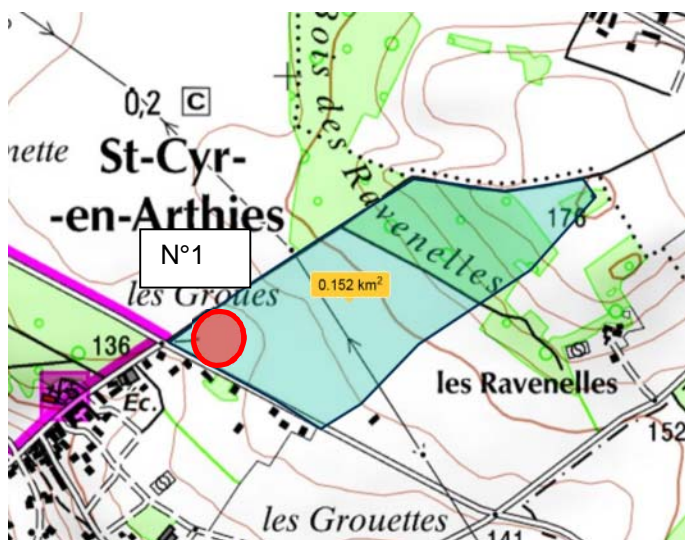 Bois des Ravenelles
0,2 C
nette
St-Cyr-
-en-Arthies
N°1
176
0.152 km²
les Groues
136
Éc.
les Ravenelles
152
les Grouettes
141